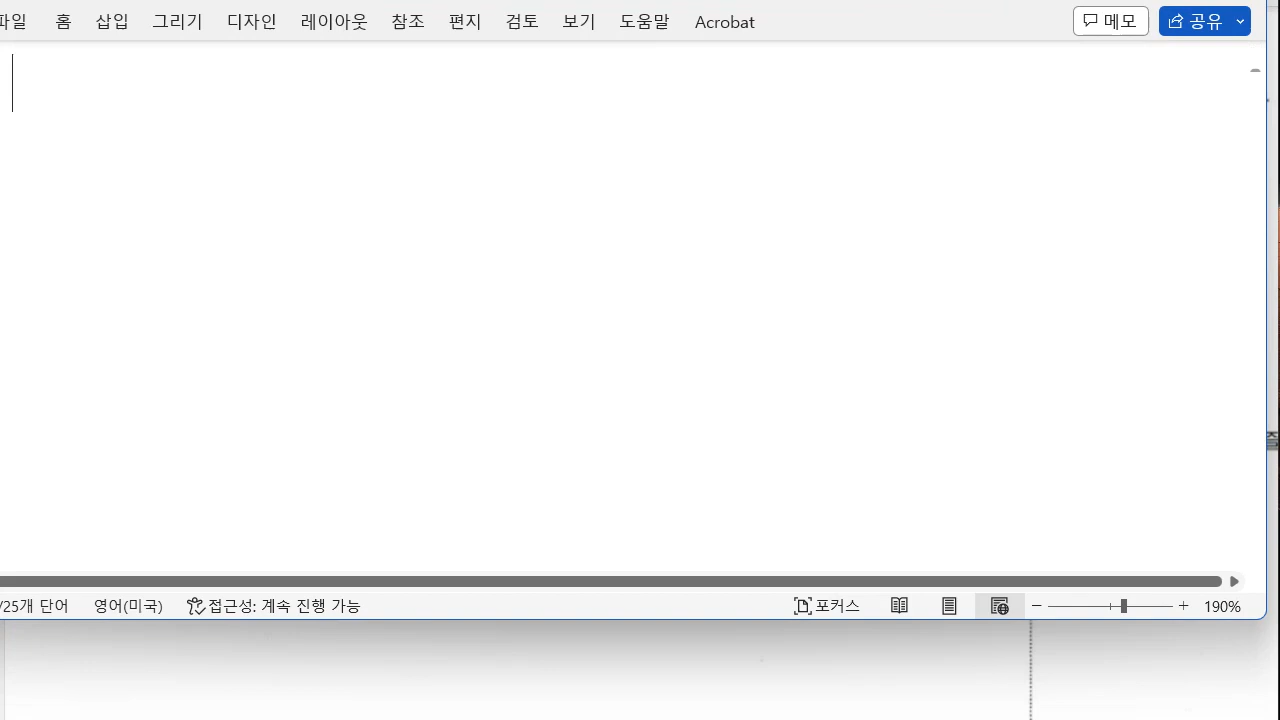 홈 삽입 그리기 디자인 레이아웃 참조 편지 검토 보기 도움말 Acrobat 메모 공유
/25개 단어 영어(미국) 접근성: 계속 진행 가능 포커스 190%